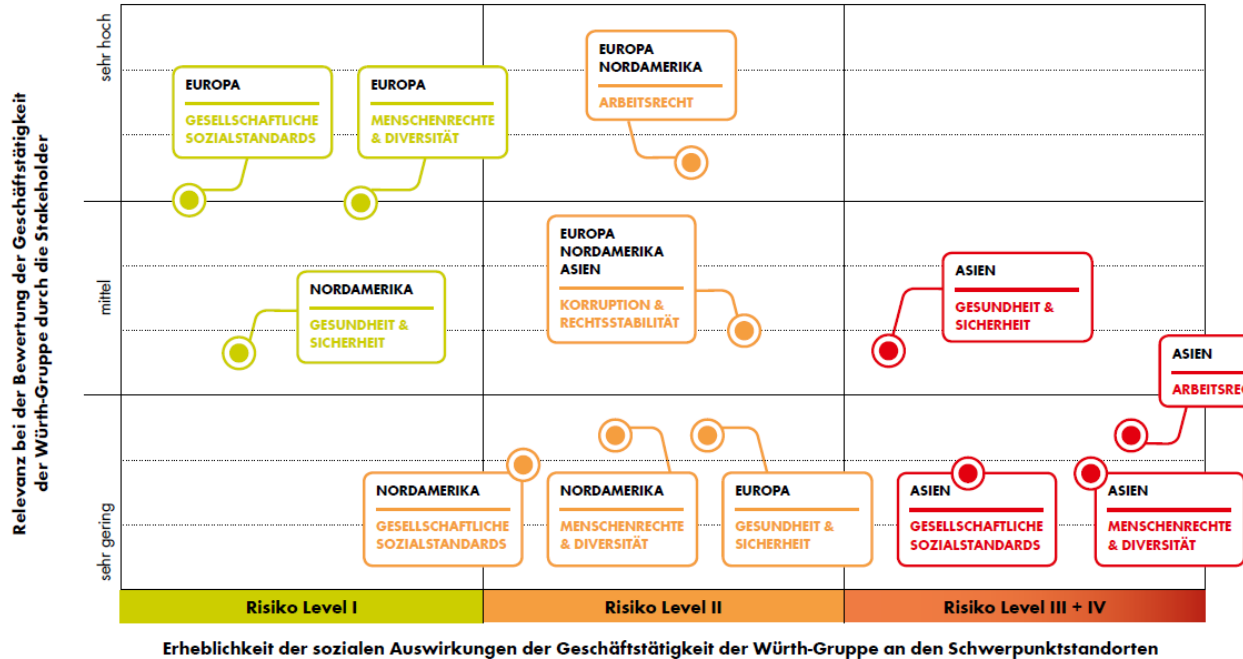 Relevanz bei der Bewertung der Geschäftstätigkeit
der Würth-Gruppe durch die Stakeholder
sehr hoch
mittel
sehr gering
EUROPA
GESELLSCHAFTLICHE
SOZIALSTANDARDS
EUROPA
MENSCHENRECHTE
& DIVERSITÄT
EUROPA
NORDAMERIKA
ARBEITSRECHT
NORDAMERIKA
GESUNDHEIT &
SICHERHEIT
EUROPA
NORDAMERIKA
ASIEN
KORRUPTION &
RECHTSSTABILITÄT
ASIEN
GESUNDHEIT &
SICHERHEIT
ASIEN
ARBEITSREC
NORDAMERIKA
GESELLSCHAFTLICHE
SOZIALSTANDARDS
NORDAMERIKA
MENSCHENRECHTE
& DIVERSITÄT
EUROPA
GESUNDHEIT &
SICHERHEIT
ASIEN
GESELLSCHAFTLICHE
SOZIALSTANDARDS
ASIEN
MENSCHENRECHTE
& DIVERSITÄT
Risiko Level I
Risiko Level II
Risiko Level III + IV
Erheblichkeit der sozialen Auswirkungen der Geschäftstätigkeit der Würth-Gruppe an den Schwerpunktstandorten